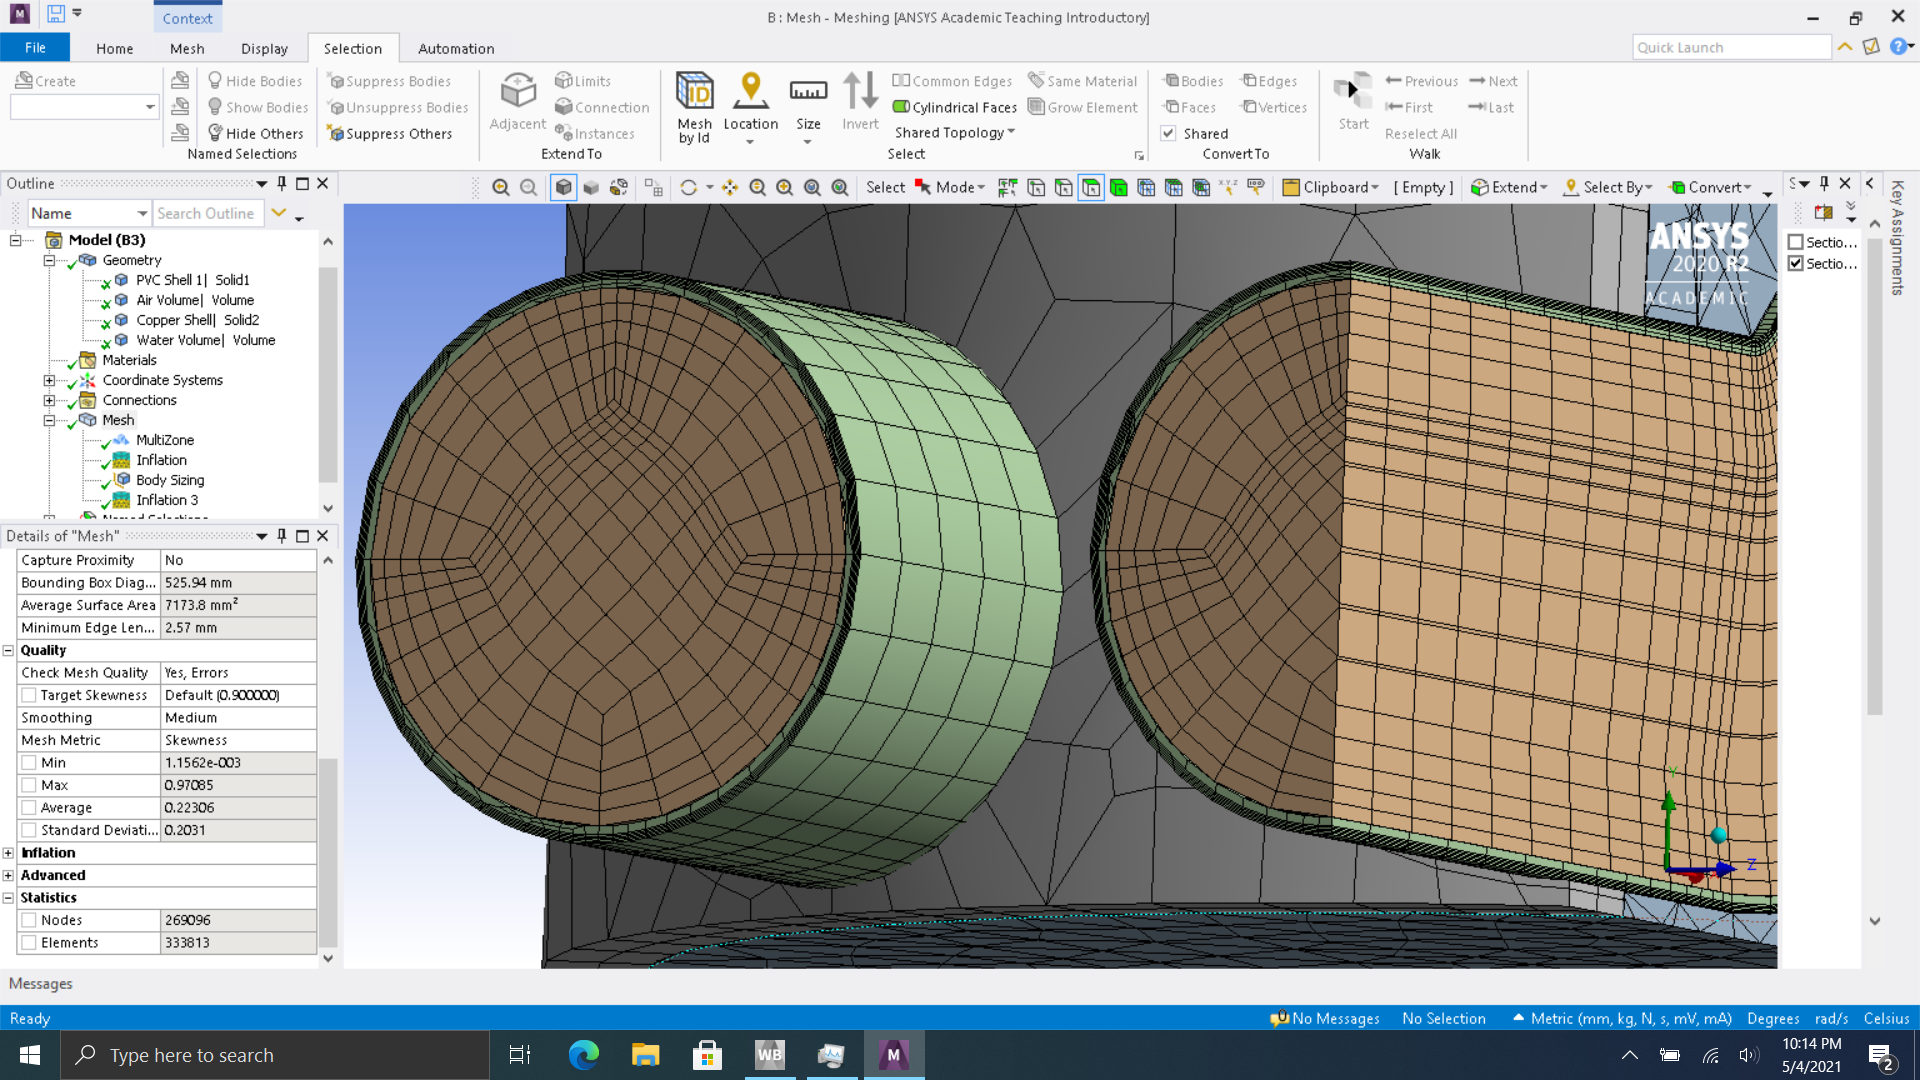 Context
B : Mesh - Meshing [ANSYS Academic Teaching Introductory]
File Home Mesh Display Selection Automation
Quick Launch
Create
Hide Bodies
Show Bodies
Hide Others
Named Selections
Suppress Bodies
Unsuppress Bodies
Suppress Others
Adjacent
Limits
Connection
Instances
Extend To
Mesh by Id
Location
Size
Invert
Common Edges
Cylindrical Faces
Shared Topology
Same Material
Grow Element
Select
Bodies
Edges
Faces
Vertices
Shared
Convert To
Start
Previous
Next
First
Last
Reselect All
Walk
Outline
Select Mode Clipboard [ Empty ] Extend Select By Convert
Name Search Outline
Model (B3)
Geometry
PVC Shell 1| Solid1
Air Volume| Volume
Copper Shell| Solid2
Water Volume| Volume
Materials
Coordinate Systems
Connections
Mesh
MultiZone
Inflation
Body Sizing
Inflation 3
Details of "Mesh"
Capture Proximity No
Bounding Box Diag... 525.94 mm
Average Surface Area 7173.8 mm²
Minimum Edge Len... 2.57 mm
Quality
Check Mesh Quality Yes, Errors
Target Skewness Default (0.900000)
Smoothing Medium
Mesh Metric Skewness
Min 1.1562e-003
Max 0.97085
Average 0.22306
Standard Deviati... 0.2031
Inflation
Advanced
Statistics
Nodes 269096
Elements 333813
ANSYS
2020 R2
ACADEMIC
Y
Z
S
Sectio...
Sectio...
Key Assignments
Messages
Ready
0 No Messages No Selection Metric (mm, kg, N, s, mV, mA) Degrees rad/s Celsius
Type here to search
WB
M
10:14 PM
5/4/2021
2